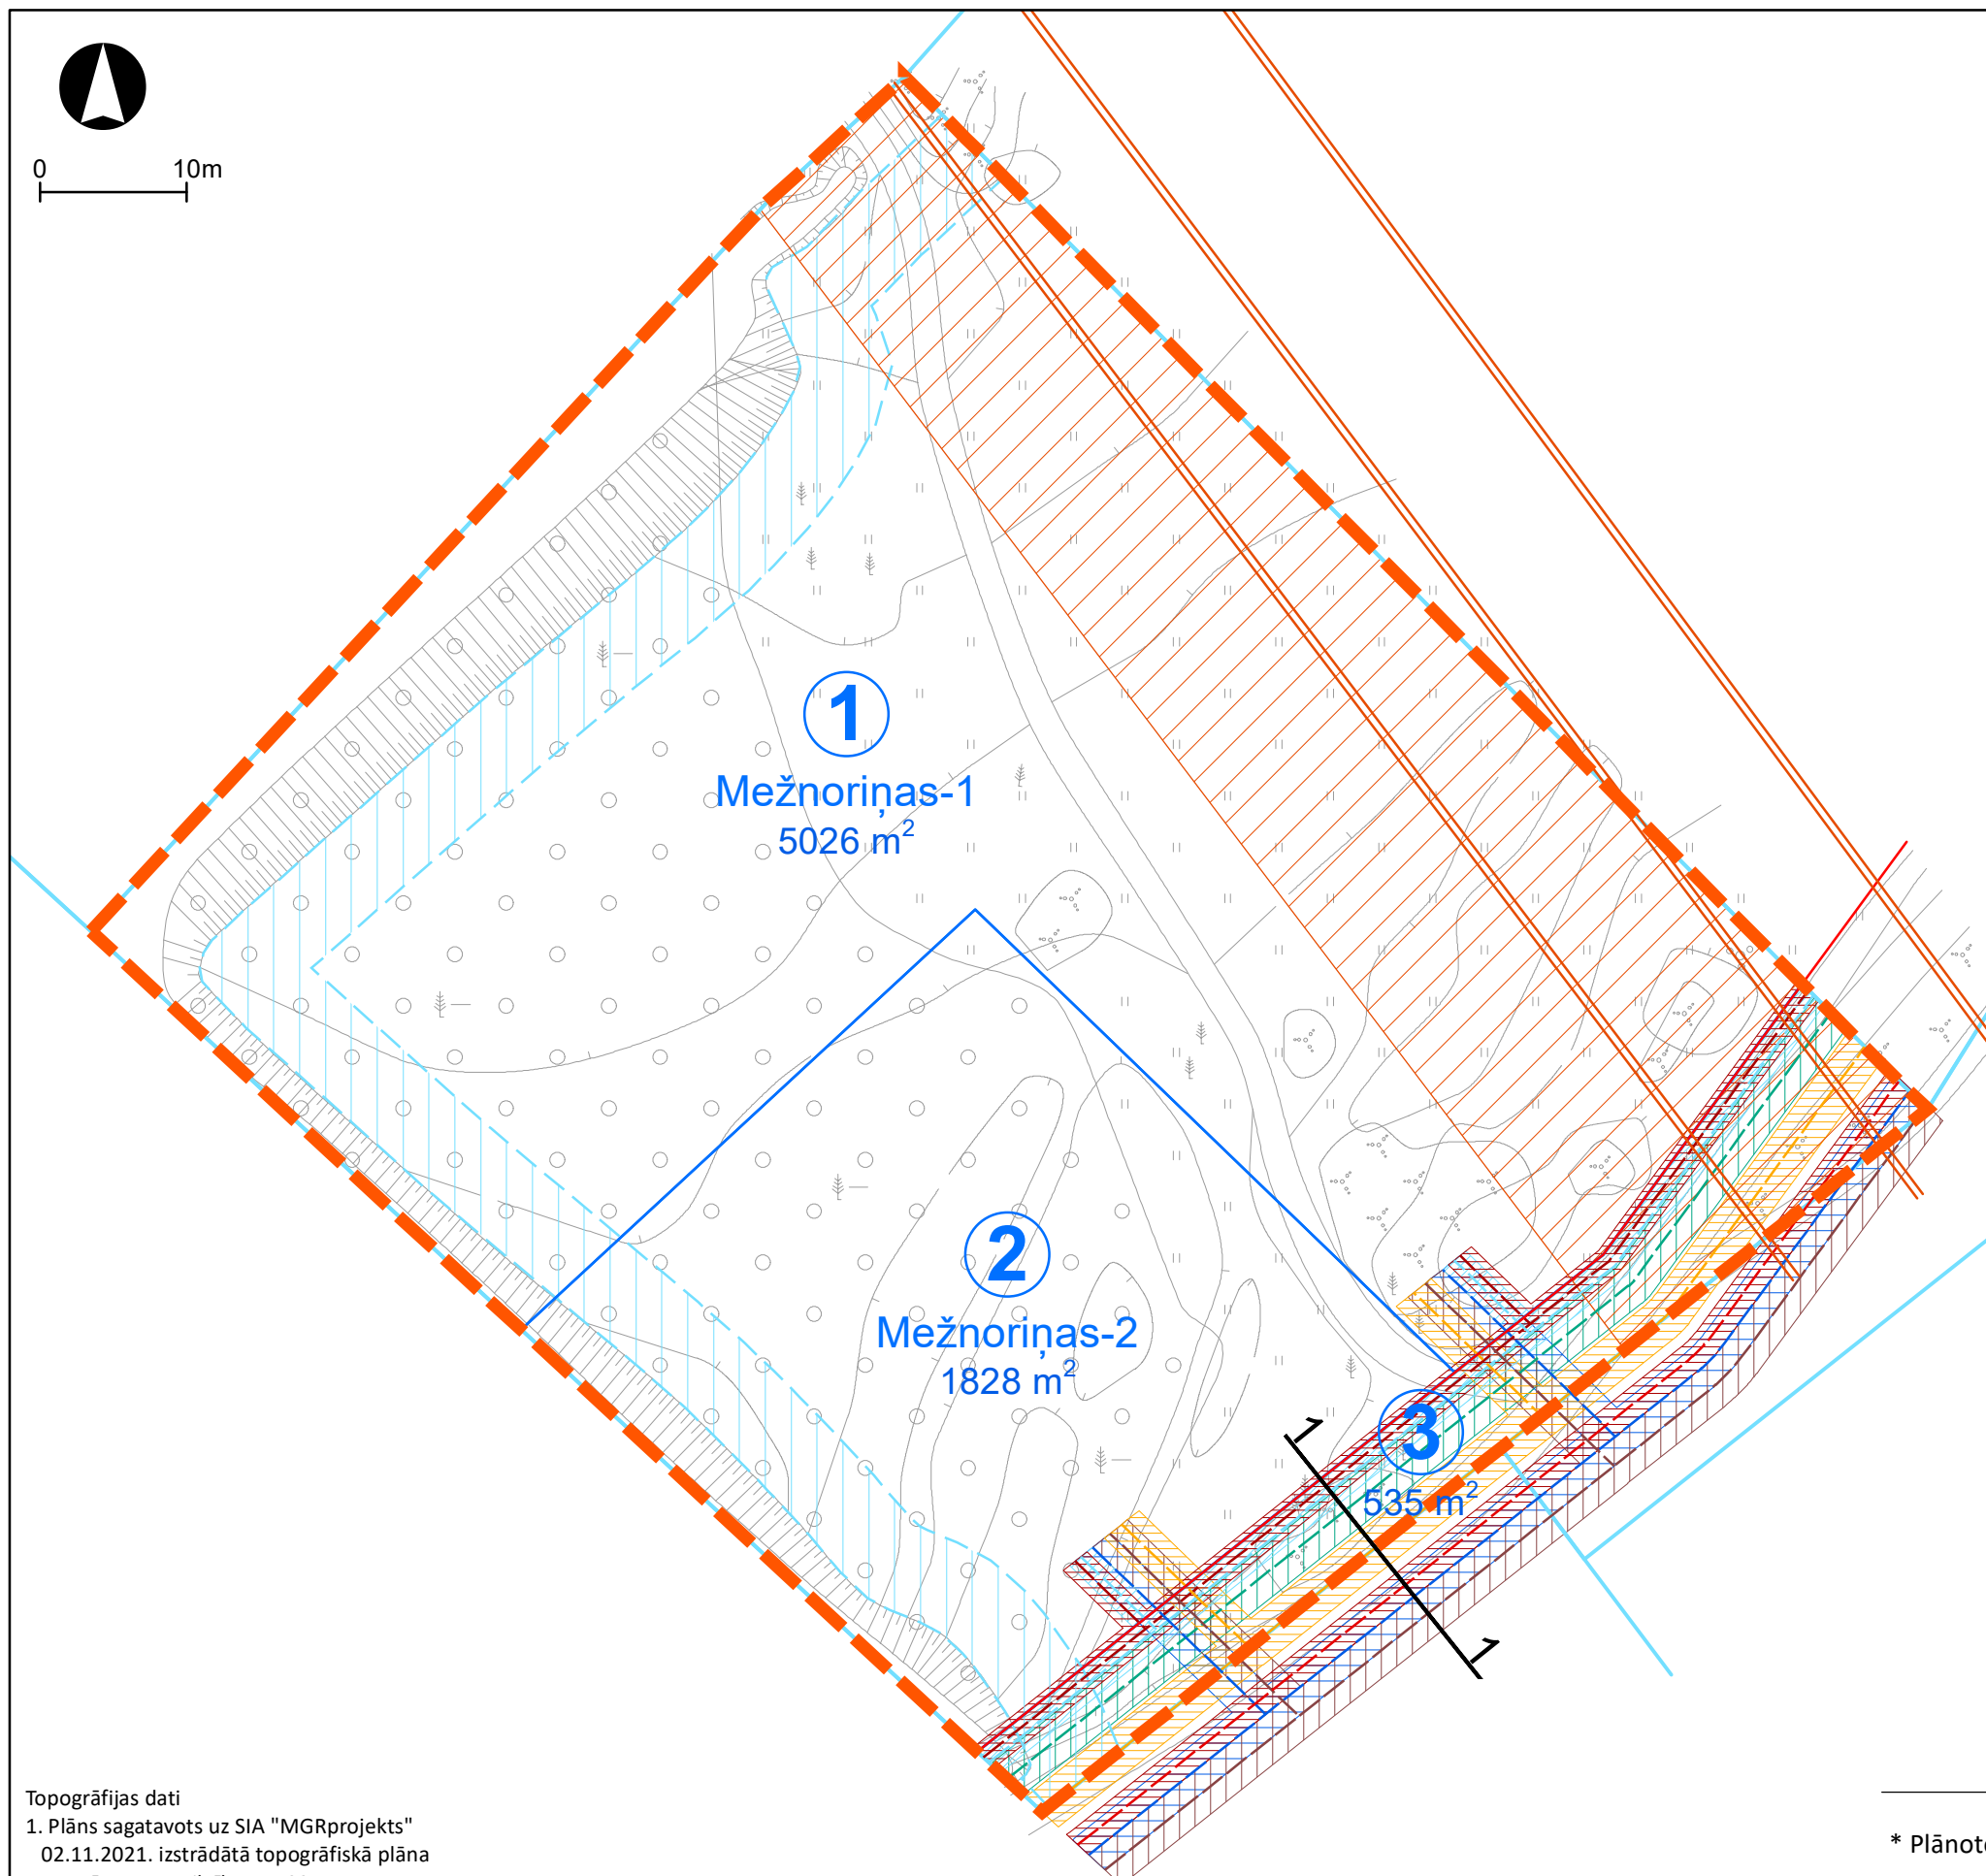 0 10m
1
Mežnoriņas-1
5026 m²
2
Mežnoriņas-2
1828 m²
3
535 m²
1
1
Topogrāfijas dati
1. Plāns sagatavots uz SIA "MGRprojekts"
02.11.2021. izstrādātā topogrāfiskā plāna
* Plānot